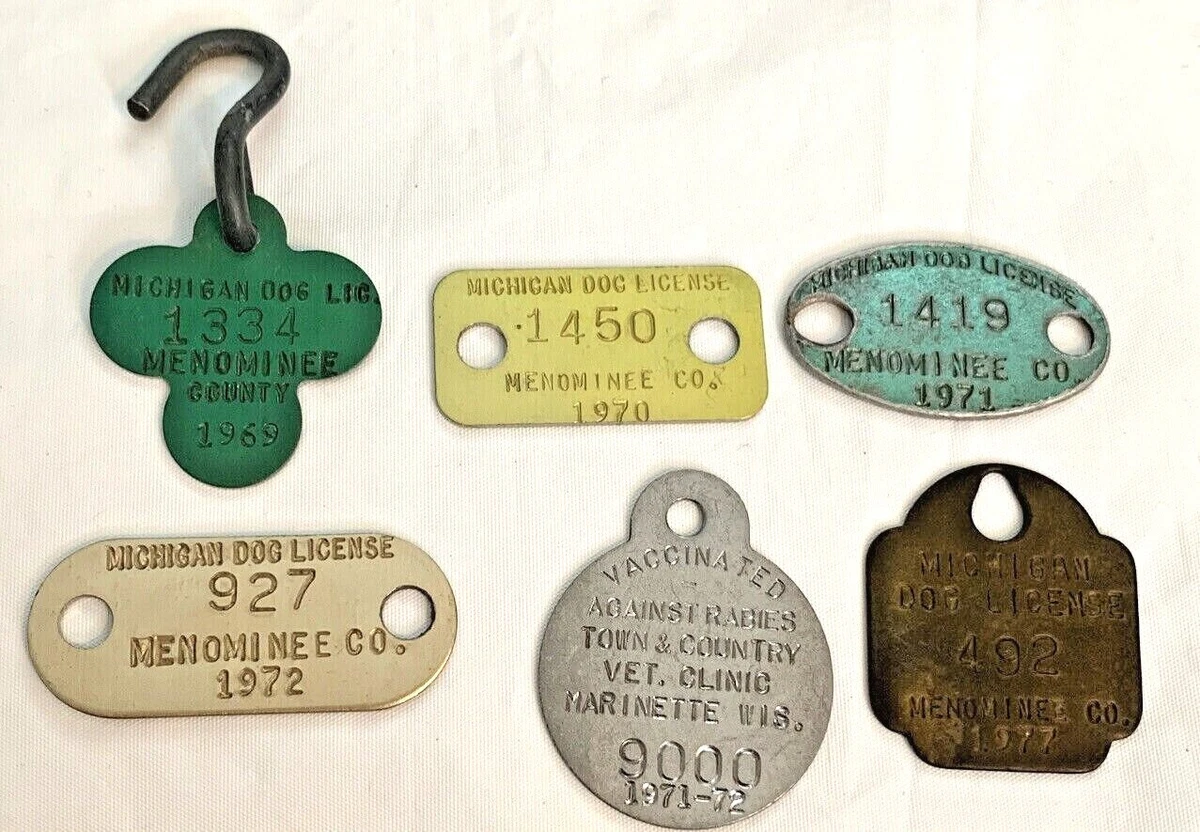 MICHIGAN DOG LIC.
1334
MENOMINEE
COUNTY
1969
MICHIGAN DOG LICENSE
1450
MENOMINEE CO.
1970
MICHIGAN DOG LICENSE
1419
MENOMINEE CO
1971
MICHIGAN DOG LICENSE
927
MENOMINEE CO.
1972
VACCINATED
AGAINST RABIES
TOWN & COUNTRY
VET. CLINIC
MARINETTE WIS.
9000
1971-72
MICHIGAN
DOG LICENSE
492
MENOMINEE CO.
1977